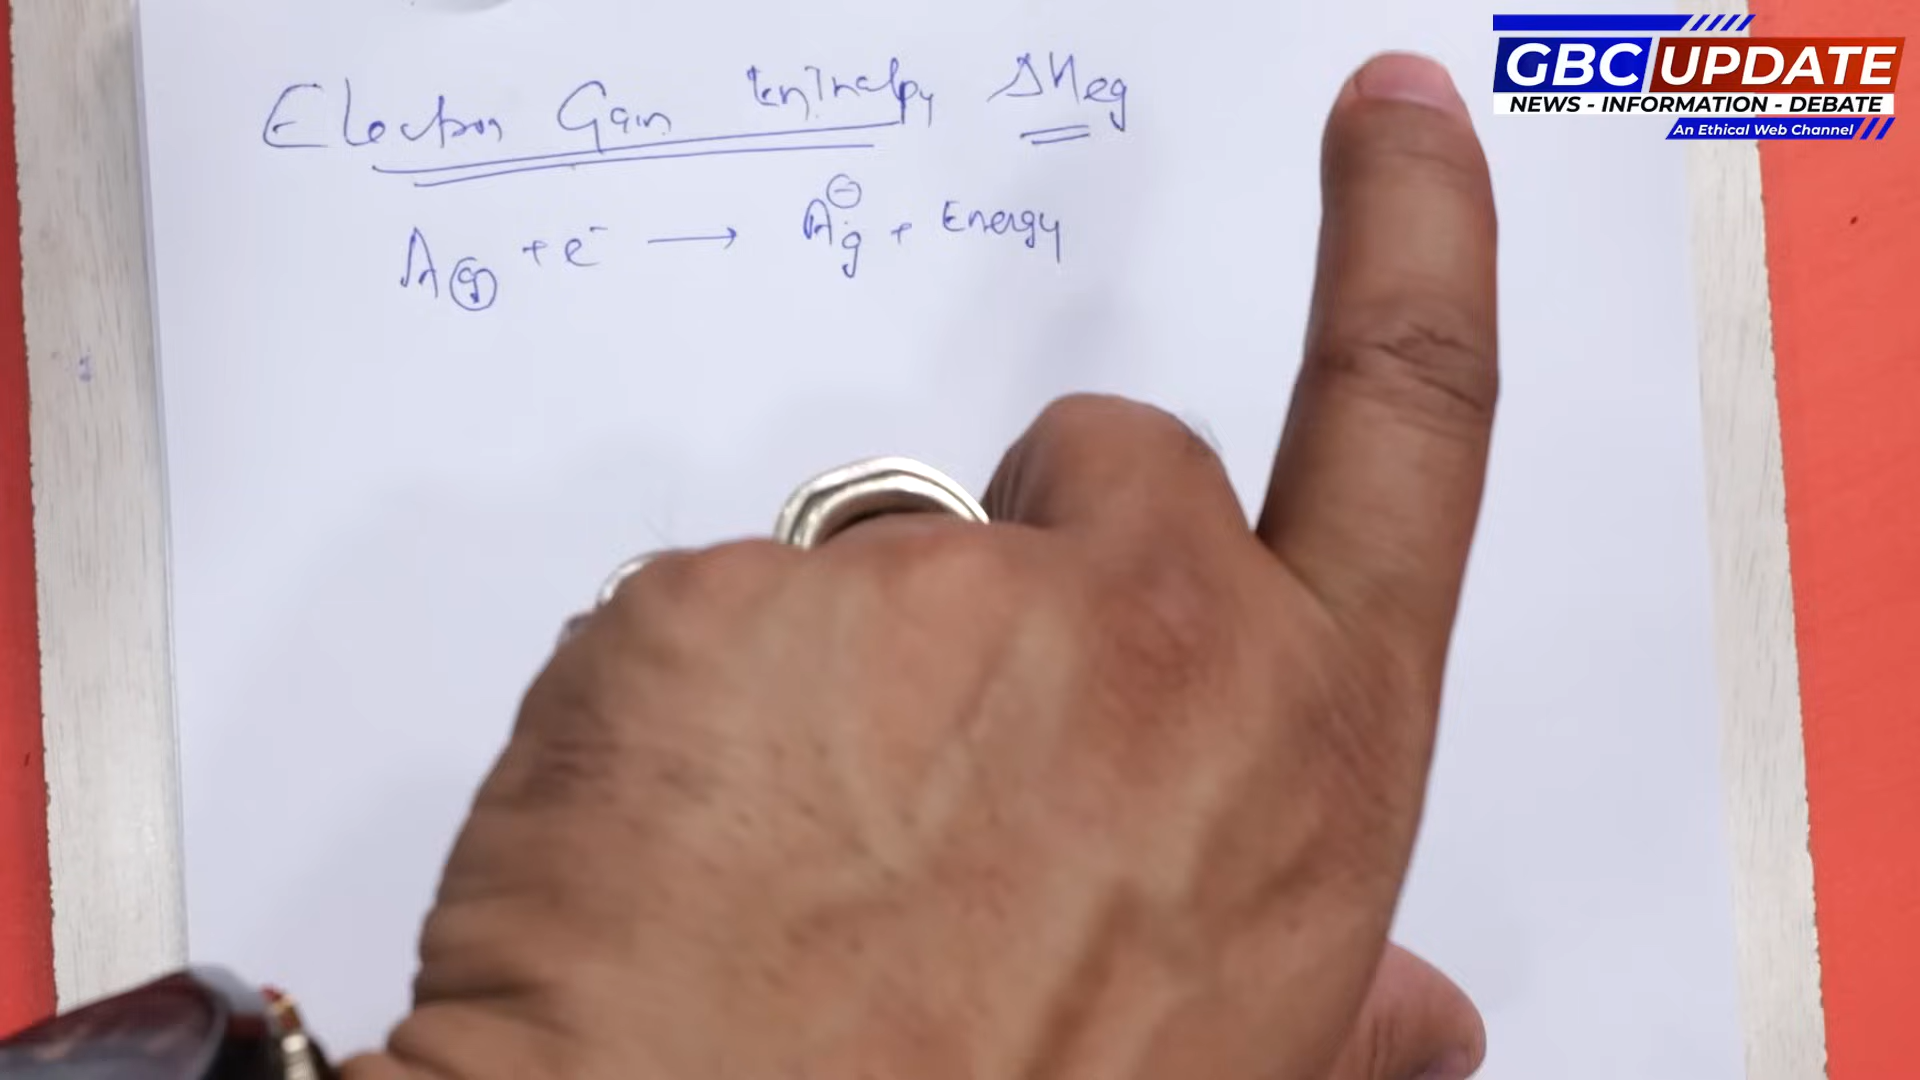 Electron Gain Enthalpy ΔHeg
A(g) + e⁻ → A⊖g + Energy
GBC UPDATE
NEWS - INFORMATION - DEBATE
An Ethical Web Channel